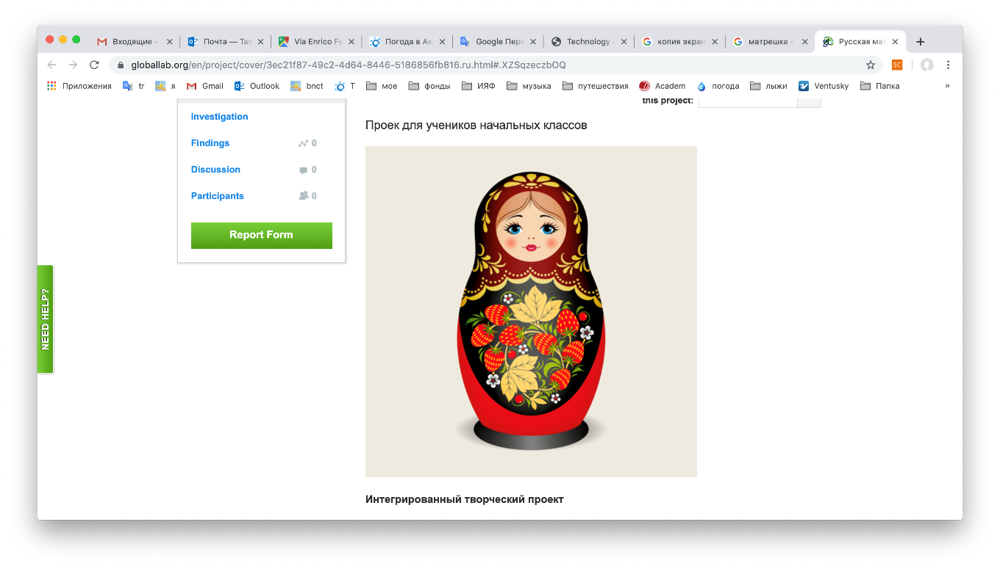 Входящие -
Почта — Tas
Via Enrico Fe
Погода в Ак
Google Пере
Technology -
копия экран
матрешка -
Русская мат
globallab.org/en/project/cover/3ec21f87-49c2-4d64-8446-5186856fb816.ru.html#.XZSqzeczbOQ
SC
Приложения
tr
я
Gmail
Outlook
bnct
Т
мое
фонды
ИЯФ
музыка
путешествия
Academ
погода
лыжи
Ventusky
Папка
»
this project:
Investigation
Findings 0
Discussion 0
Participants 0
Report Form
NEED HELP?
Проек для учеников начальных классов
Интегрированный творческий проект